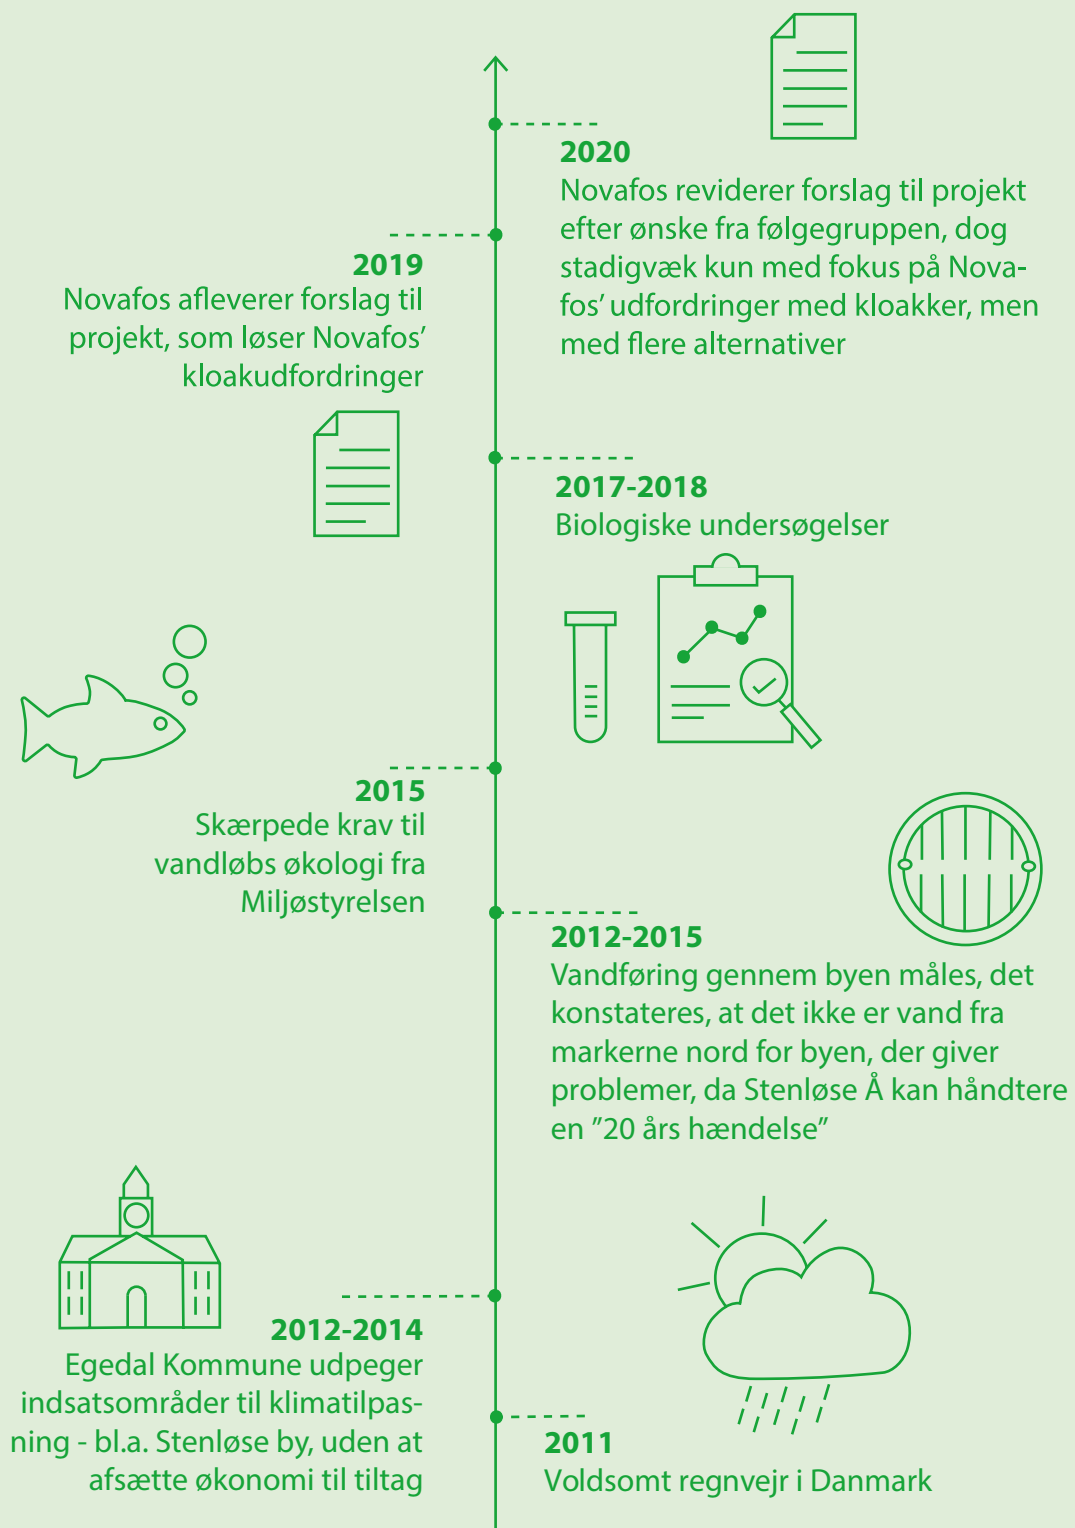 2020
Novafos reviderer forslag til projekt
efter ønske fra følgegruppen, dog
stadigvæk kun med fokus på Nova-
fos’ udfordringer med kloakker, men
med flere alternativer
2019
Novafos afleverer forslag til
projekt, som løser Novafos’
kloakudfordringer
2017-2018
Biologiske undersøgelser
2015
Skærpede krav til
vandløbs økologi fra
Miljøstyrelsen
2012-2015
Vandføring gennem byen måles, det
konstateres, at det ikke er vand fra
markerne nord for byen, der giver
problemer, da Stenløse Å kan håndtere
en ”20 års hændelse”
2012-2014
Egedal Kommune udpeger
indsatsområder til klimatilpas-
ning - bl.a. Stenløse by, uden at
afsætte økonomi til tiltag
2011
Voldsomt regnvejr i Danmark